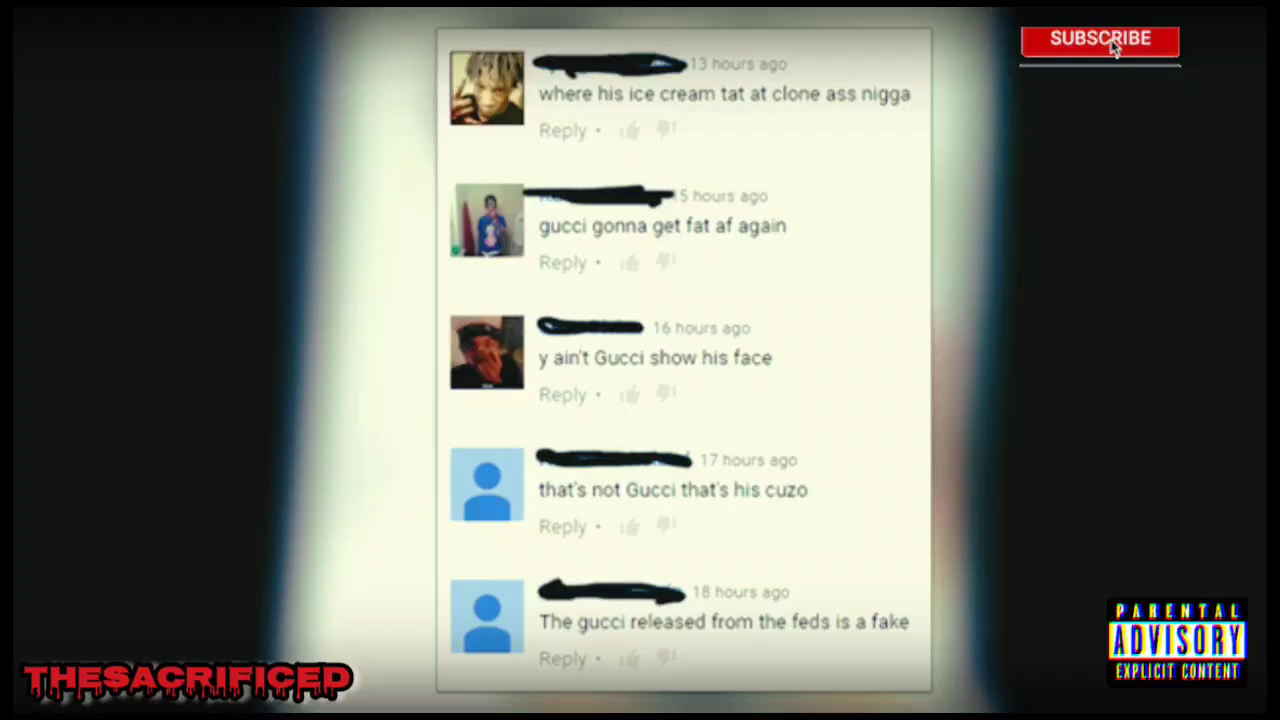 SUBSCRIBE
13 hours ago
where his ice cream tat at clone ass nigga
Reply •
15 hours ago
gucci gonna get fat af again
Reply •
16 hours ago
y ain't Gucci show his face
Reply •
17 hours ago
that's not Gucci that's his cuzo
Reply •
18 hours ago
The gucci released from the feds is a fake
Reply •
THESACRIFICED
PARENTAL
ADVISORY
EXPLICIT CONTENT